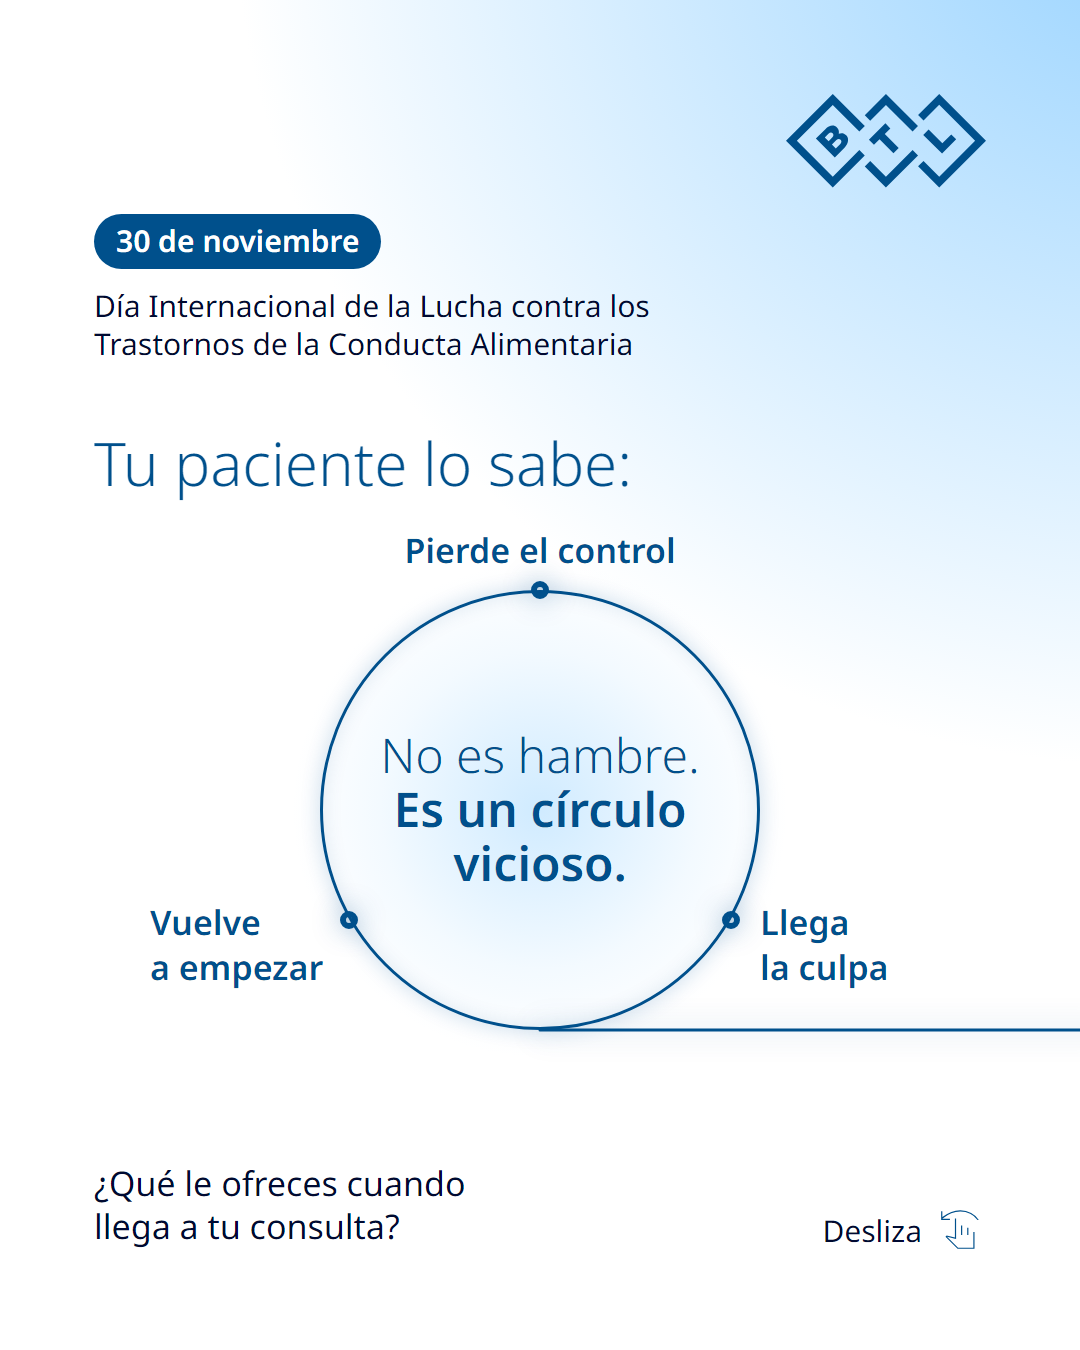 BTL
30 de noviembre
Día Internacional de la Lucha contra los
Trastornos de la Conducta Alimentaria
Tu paciente lo sabe:
Pierde el control
No es hambre.
Es un círculo
vicioso.
Vuelve
a empezar
Llega
la culpa
¿Qué le ofreces cuando
llega a tu consulta?
Desliza